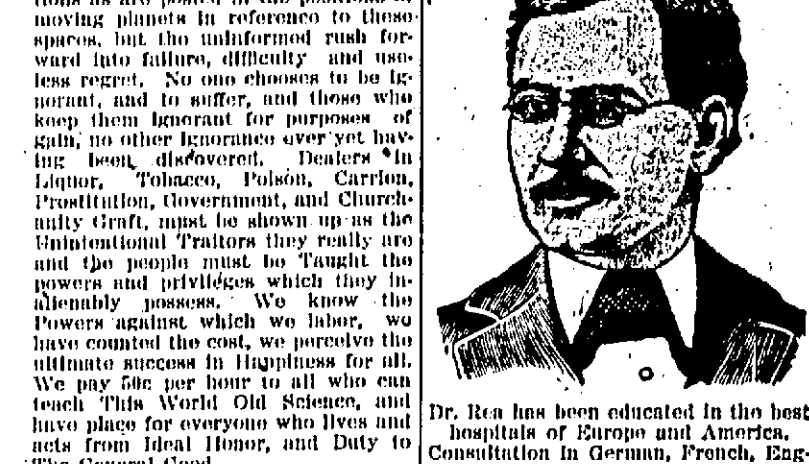 tions as are posted in the positions of
moving planets in reference to these
spaces, but the uninformed rush for-
ward into failure, difficulty and use-
less regret. No one chooses to be ig-
norant, and to suffer, and those who
keep them ignorant for purposes of
gain, no other ignorance ever yet hav-
ing been discovered. Dealers in
Liquor, Tobacco, Poison, Carrion,
Prostitution, Government, and Church-
anity Graft, must be shown up as the
Unintentional Traitors they really are
and the people must be Taught the
powers and privileges which they in-
alienably possess. We know the
Powers against which we labor, we
have counted the cost, we perceive the
ultimate success in Happiness for all.
We pay 50c per hour to all who can
teach This World Old Science, and
have place for everyone who lives and
acts from Ideal Honor, and Duty to
The General Good.
Dr. Rea has been educated in the best
hospitals of Europe and America.
Consultation in German, French, Eng-